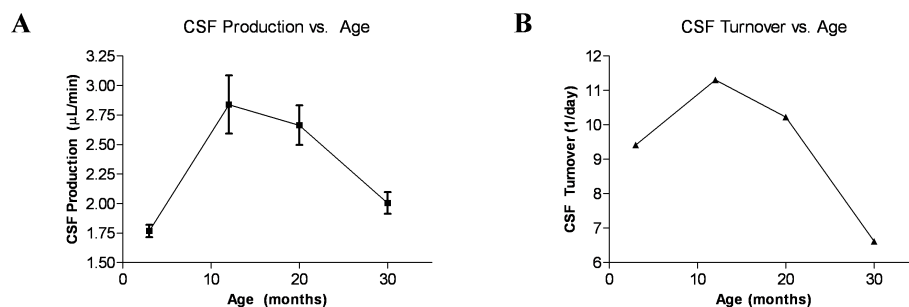 A
CSF Production vs. Age
CSF Production (µL/min)
3.25
3.00
2.75
2.50
2.25
2.00
1.75
1.50
0
10
20
30
Age (months)
B
CSF Turnover vs. Age
CSF Turnover (1/day)
12
11
10
9
8
7
6
0
10
20
30
Age (months)